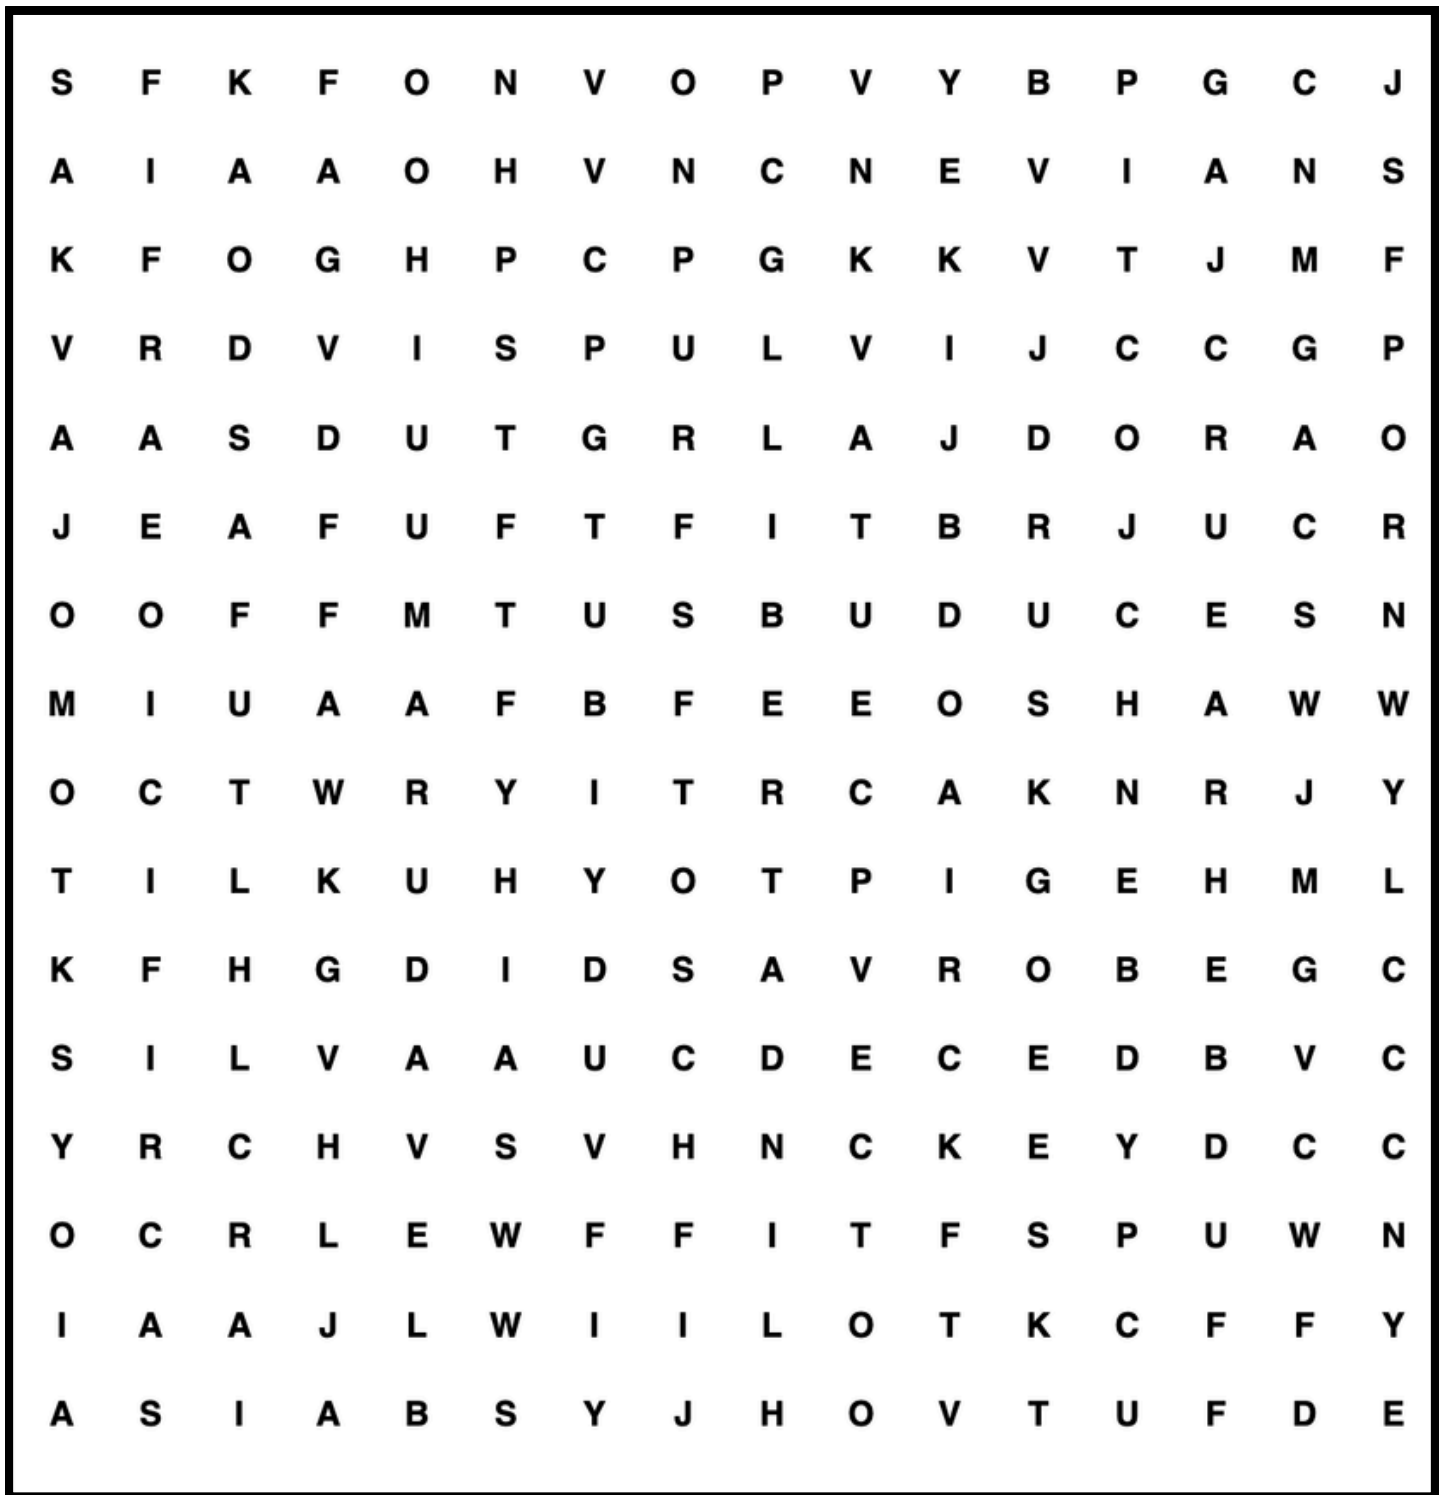 S F K F O N V O P V Y B P G C J
A I A A O H V N C N E V I A N S
K F O G H P C P G K K V T J M F
V R D V I S P U L V I J C C G P
A A S D U T G R L A J D O R A O
J E A F U F T F I T B R J U C R
O O F F M T U S B U D U C E S N
M I U A A F B F E E O S H A W W
O C T W R Y I T R C A K N R J Y
T I L K U H Y O T P I G E H M L
K F H G D I D S A V R O B E G C
S I L V A A U C D E C E D B V C
Y R C H V S V H N C K E Y D C C
O C R L E W F F I T F S P U W N
I A A J L W I I L O T K C F F Y
A S I A B S Y J H O V T U F D E